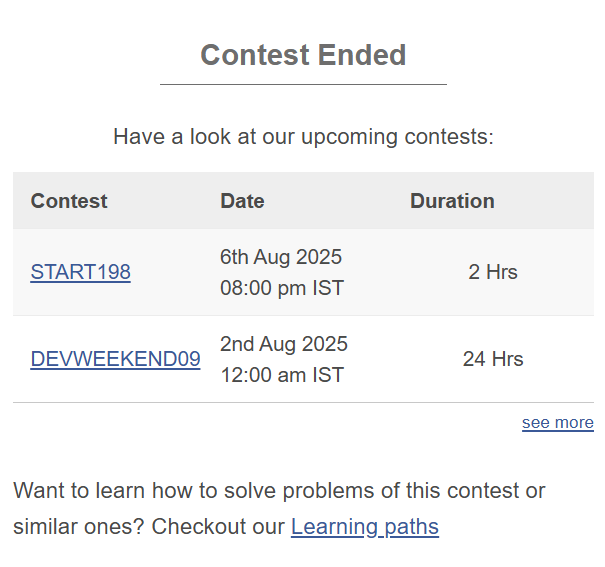 Contest Ended
Have a look at our upcoming contests:
Contest Date Duration
START198 6th Aug 2025 08:00 pm IST 2 Hrs
DEVWEEKEND09 2nd Aug 2025 12:00 am IST 24 Hrs
see more
Want to learn how to solve problems of this contest or
similar ones? Checkout our Learning paths